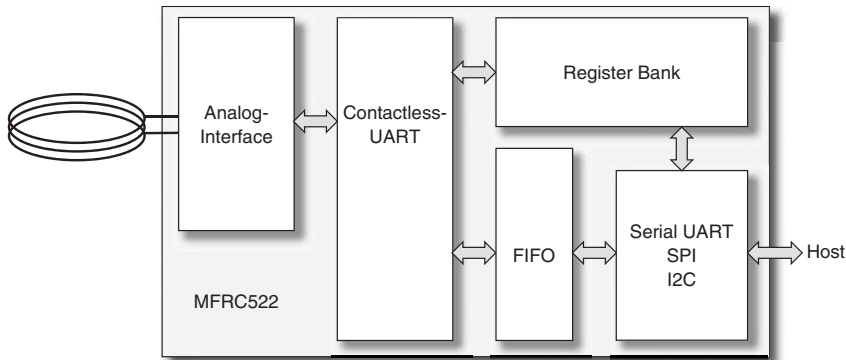 Analog-
Interface
Contactless-
UART
Register Bank
FIFO
Serial UART
SPI
I2C
Host
MFRC522